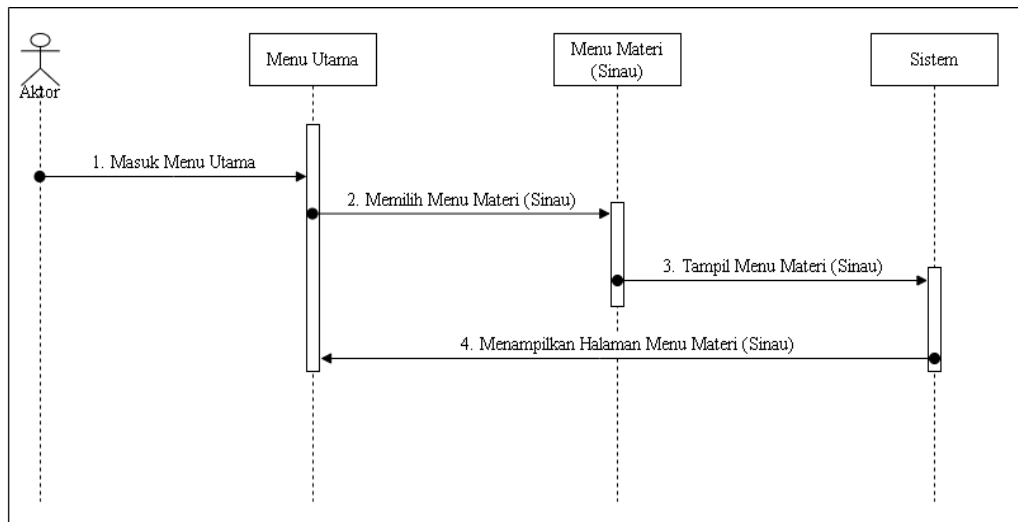 Aktor
Menu Utama
Menu Materi
(Sinau)
Sistem
1. Masuk Menu Utama
2. Memilih Menu Materi (Sinau)
3. Tampil Menu Materi (Sinau)
4. Menampilkan Halaman Menu Materi (Sinau)